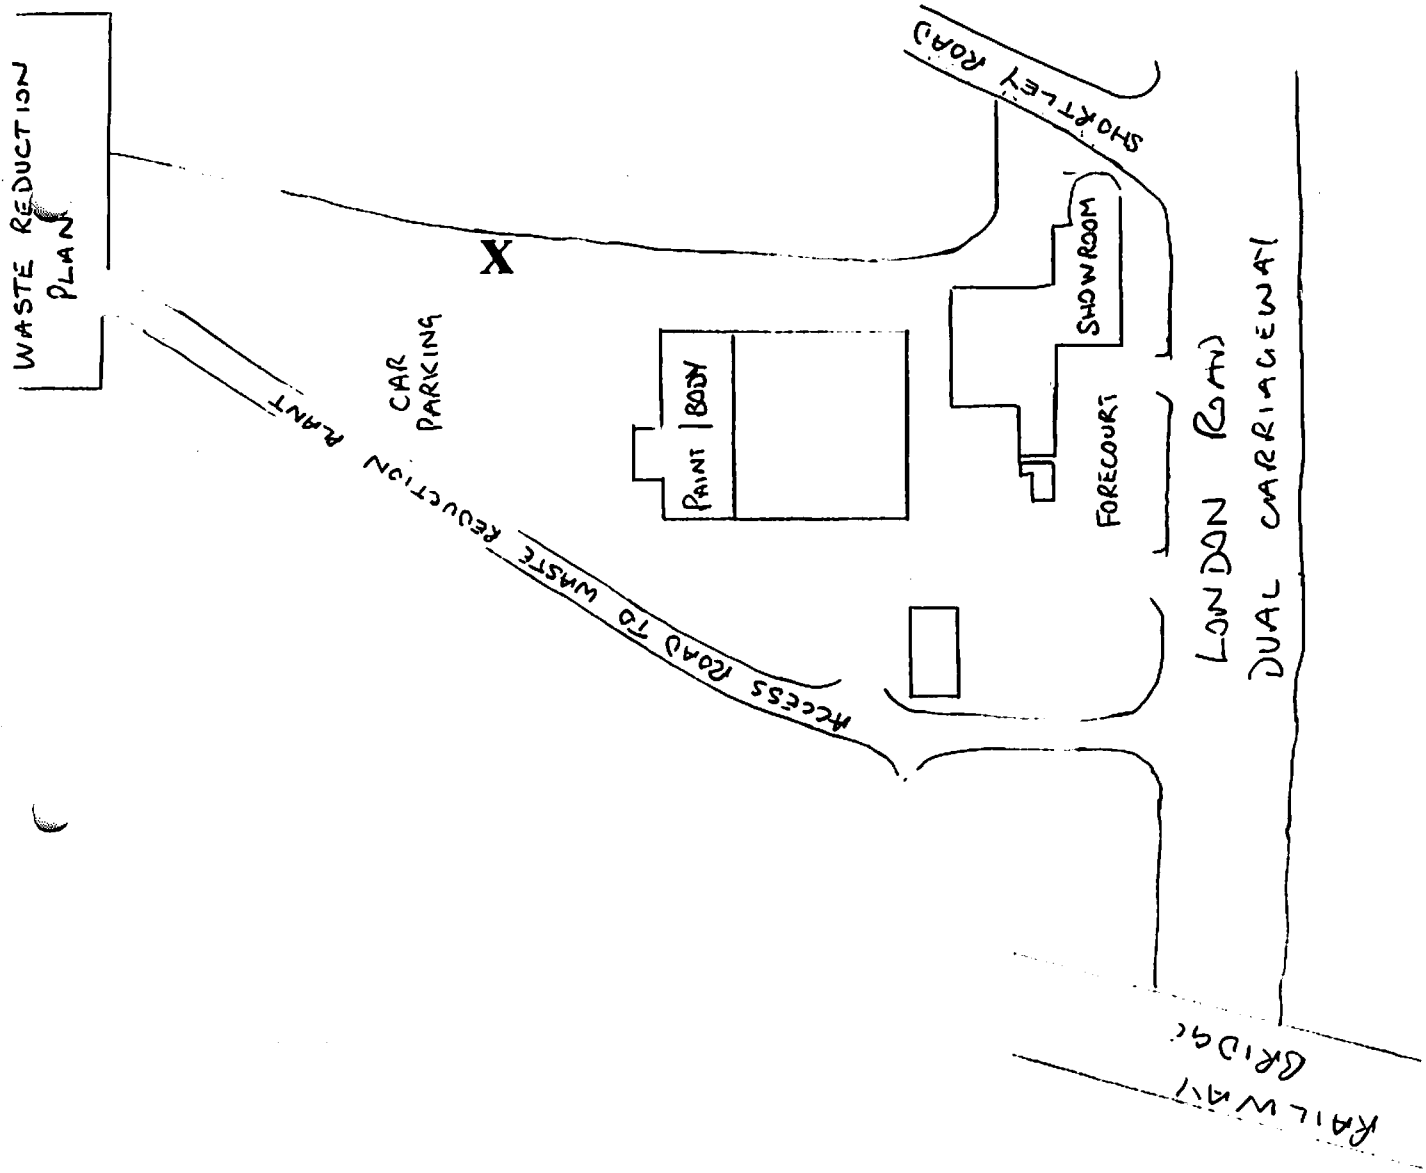 WASTE REDUCTION
PLAN
SHORTLEY ROAD
X
CAR
PARKING
ACCESS ROAD TO WASTE REDUCTION PLANT
PAINT | BODY
SHOWROOM
FORECOURT
LONDON ROAD
DUAL CARRIAGEWAY
RAILWAY
BRIDGE